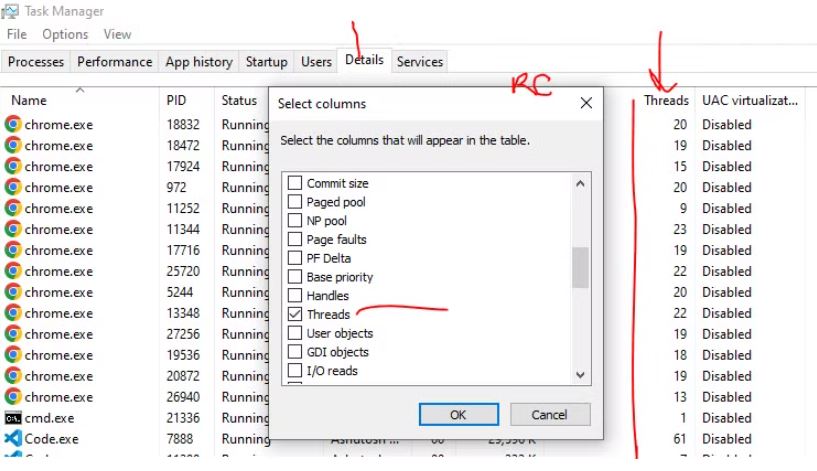 Task Manager
File Options View
Processes Performance App history Startup Users Details Services
RC
Name PID Status Threads UAC virtualizat...
Select columns
Select the columns that will appear in the table.
Commit size
Paged pool
NP pool
Page faults
PF Delta
Base priority
Handles
Threads
User objects
GDI objects
I/O reads
OK Cancel
chrome.exe 18832 Running 20 Disabled
chrome.exe 18472 Running 19 Disabled
chrome.exe 17924 Running 15 Disabled
chrome.exe 972 Running 20 Disabled
chrome.exe 11252 Running 9 Disabled
chrome.exe 11344 Running 23 Disabled
chrome.exe 17716 Running 19 Disabled
chrome.exe 25720 Running 22 Disabled
chrome.exe 5244 Running 20 Disabled
chrome.exe 13348 Running 22 Disabled
chrome.exe 27256 Running 19 Disabled
chrome.exe 19536 Running 18 Disabled
chrome.exe 20872 Running 19 Disabled
chrome.exe 26940 Running 13 Disabled
cmd.exe 21336 Running 1 Disabled
Code.exe 7888 Running 61 Disabled